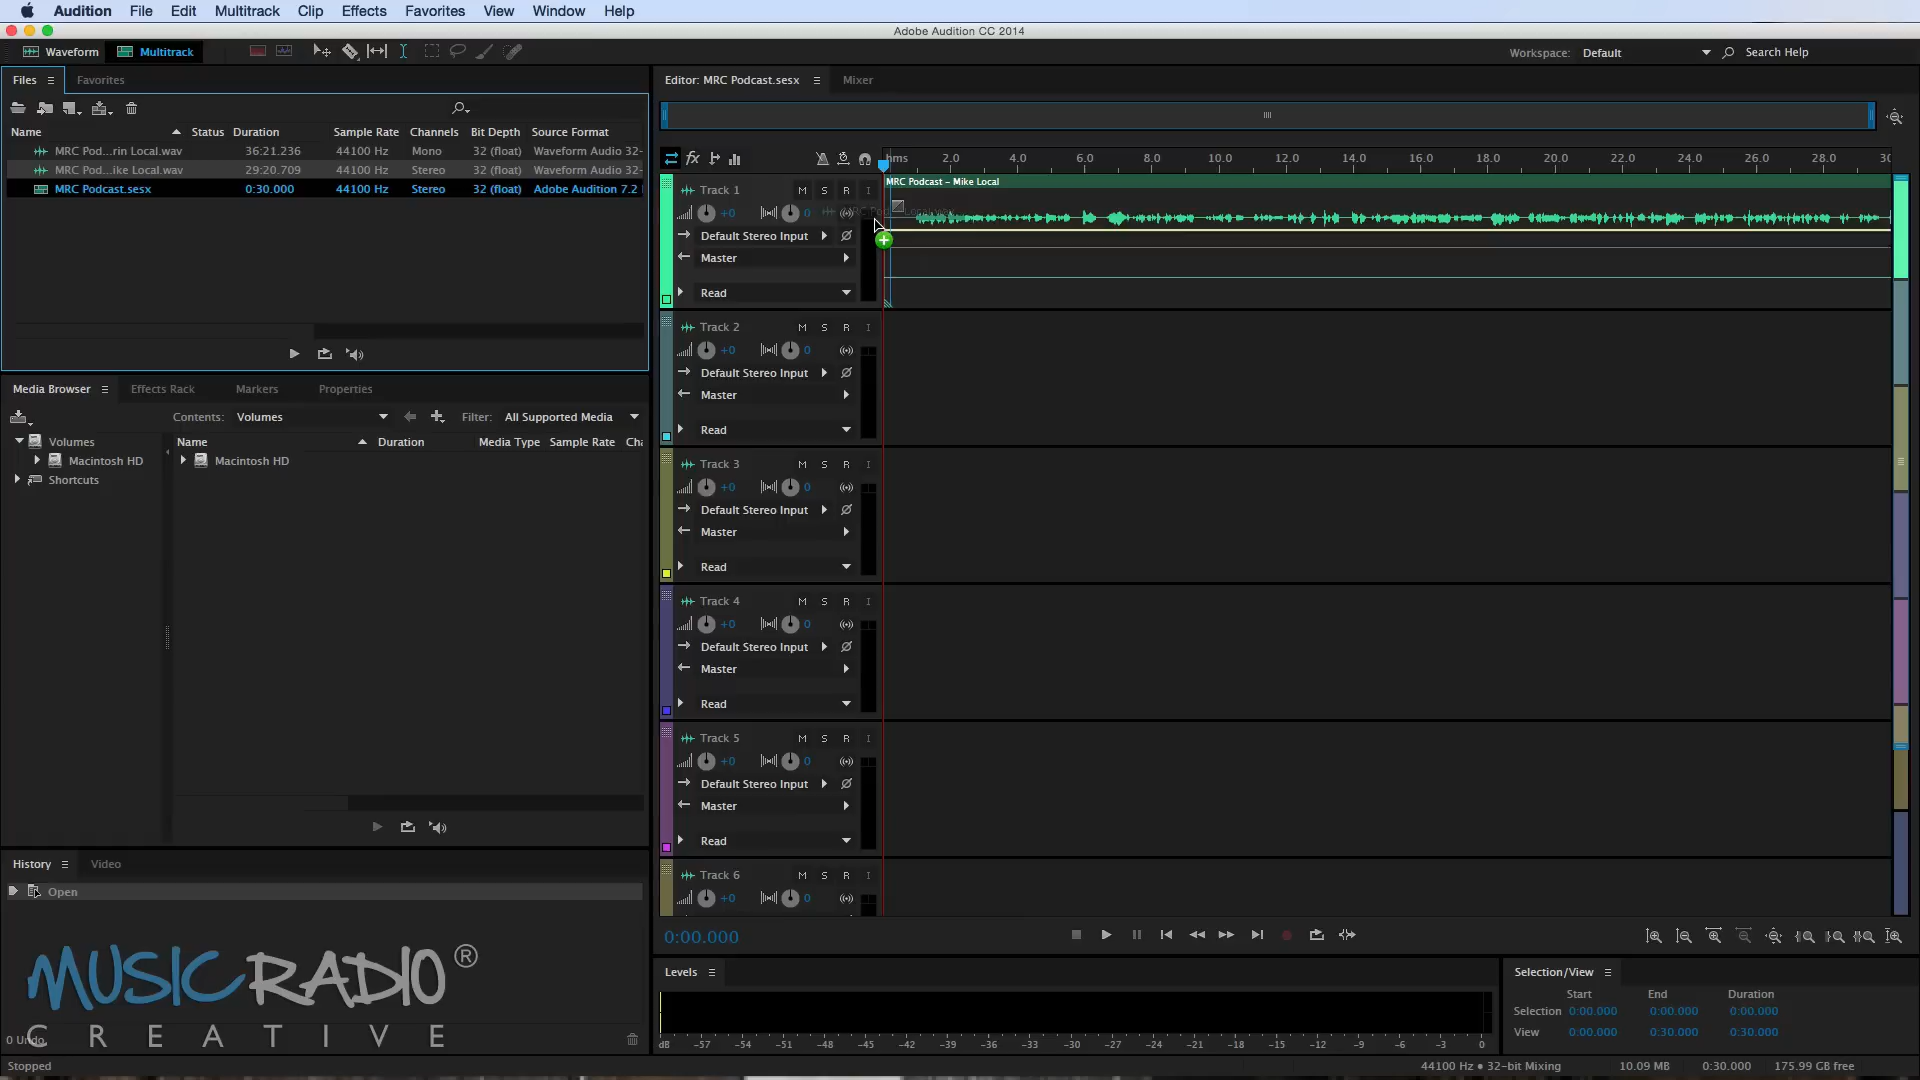 Audition File Edit Multitrack Clip Effects Favorites View Window Help
Adobe Audition CC 2014
Waveform Multitrack Workspace: Default Search Help
Files Favorites
Name Status Duration Sample Rate Channels Bit Depth Source Format
MRC Pod...rin Local.wav 36:21.236 44100 Hz Mono 32 (float) Waveform Audio 32-
MRC Pod...ike Local.wav 29:20.709 44100 Hz Stereo 32 (float) Waveform Audio 32-
MRC Podcast.sesx 0:30.000 44100 Hz Stereo 32 (float) Adobe Audition 7.2
Media Browser Effects Rack Markers Properties
Contents: Volumes Filter: All Supported Media
Volumes
Macintosh HD
Shortcuts
Name Duration Media Type Sample Rate Cha
Macintosh HD
History Video
Open
MUSICRADIO®
CREATIVE
0 Undo
Stopped
Editor: MRC Podcast.sesx Mixer
fx hms 2.0 4.0 6.0 8.0 10.0 12.0 14.0 16.0 18.0 20.0 22.0 24.0 26.0 28.0 30
MRC Podcast – Mike Local
Track 1 M S R I
+0 0
Default Stereo Input
Master
Read
Track 2 M S R I
+0 0
Default Stereo Input
Master
Read
Track 3 M S R I
+0 0
Default Stereo Input
Master
Read
Track 4 M S R I
+0 0
Default Stereo Input
Master
Read
Track 5 M S R I
+0 0
Default Stereo Input
Master
Read
Track 6 M S R I
+0 0
0:00.000
Levels
dB -57 -54 -51 -48 -45 -42 -39 -36 -33 -30 -27 -24 -21 -18 -15 -12 -9 -6 -3 0
Selection/View
Start End Duration
Selection 0:00.000 0:00.000 0:00.000
View 0:00.000 0:30.000 0:30.000
44100 Hz • 32-bit Mixing 10.09 MB 0:30.000 175.99 GB free